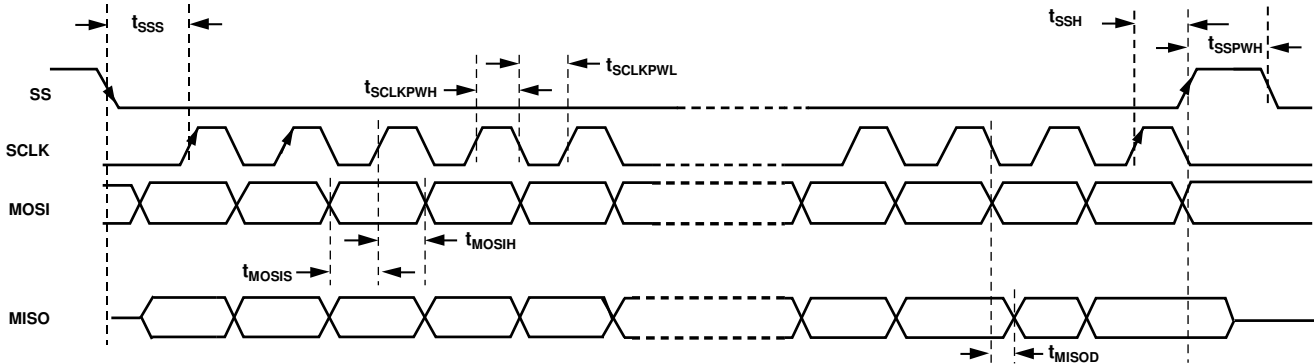 tSSS
tSSH
tSSPWH
tSCLKPWL
SS
tSCLKPWH
SCLK
MOSI
tMOSIH
tMOSIS
MISO
tMISOD